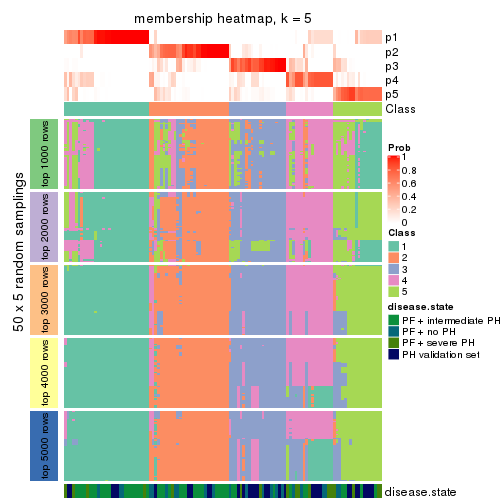 membership heatmap, k = 5
p1
p2
p3
p4
p5
Class
50 x 5 random samplings
top 1000 rows
top 2000 rows
top 3000 rows
top 4000 rows
top 5000 rows
Prob
1
0.8
0.6
0.4
0.2
0
Class
1
2
3
4
5
disease.state
PF+ intermediate PH
PF+ no PH
PF+ severe PH
PH validation set
disease.state